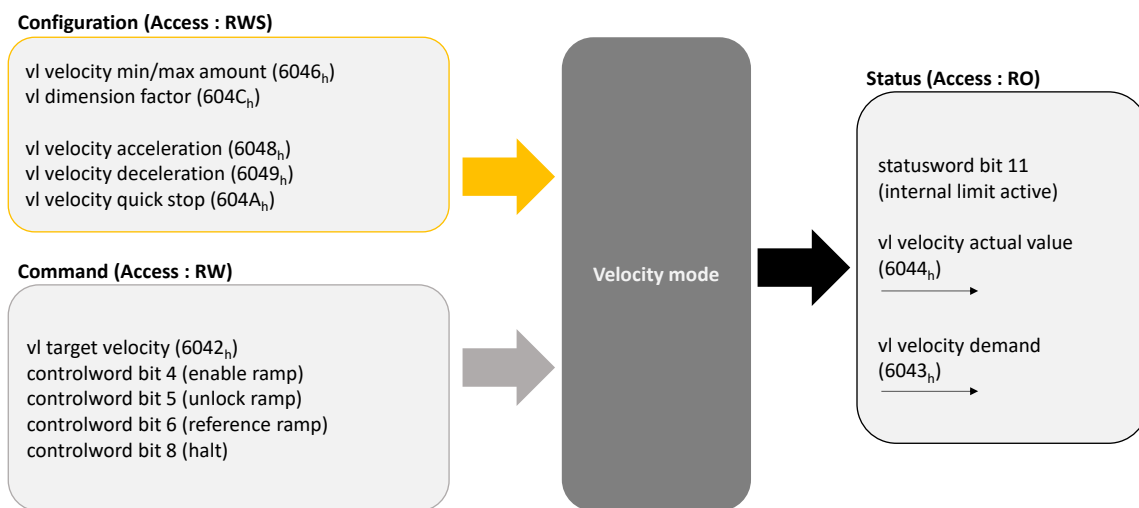 Configuration (Access : RWS)
vl velocity min/max amount (6046h)
vl dimension factor (604Ch)
vl velocity acceleration (6048h)
vl velocity deceleration (6049h)
vl velocity quick stop (604Ah)
Command (Access : RW)
vl target velocity (6042h)
controlword bit 4 (enable ramp)
controlword bit 5 (unlock ramp)
controlword bit 6 (reference ramp)
controlword bit 8 (halt)
Velocity mode
Status (Access : RO)
statusword bit 11
(internal limit active)
vl velocity actual value
(6044h)
vl velocity demand
(6043h)